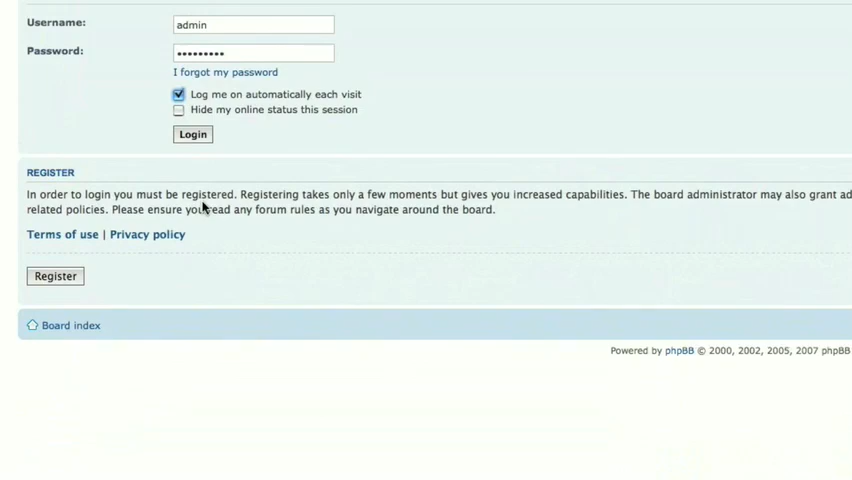 Username:
admin
Password:
•••••••••
I forgot my password
Log me on automatically each visit
Hide my online status this session
Login
REGISTER
In order to login you must be registered. Registering takes only a few moments but gives you increased capabilities. The board administrator may also grant ad
related policies. Please ensure you read any forum rules as you navigate around the board.
Terms of use | Privacy policy
Register
Board index
Powered by phpBB © 2000, 2002, 2005, 2007 phpBB